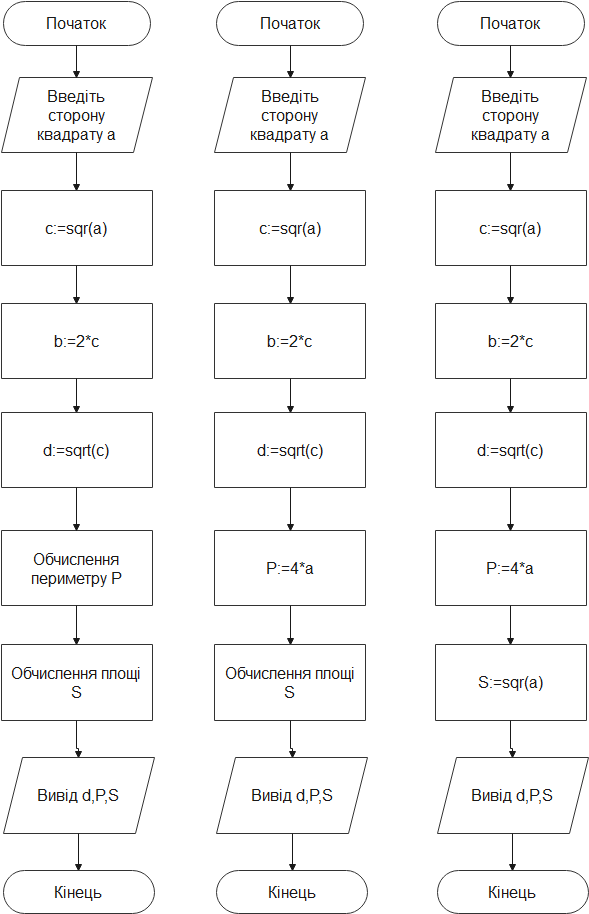 Початок
Введіть
сторону
квадрату a
c:=sqr(a)
b:=2*c
d:=sqrt(c)
Обчислення
периметру P
Обчислення площі
S
Вивід d,P,S
Кінець
Початок
Введіть
сторону
квадрату a
c:=sqr(a)
b:=2*c
d:=sqrt(c)
P:=4*a
Обчислення площі
S
Вивід d,P,S
Кінець
Початок
Введіть
сторону
квадрату a
c:=sqr(a)
b:=2*c
d:=sqrt(c)
P:=4*a
S:=sqr(a)
Вивід d,P,S
Кінець